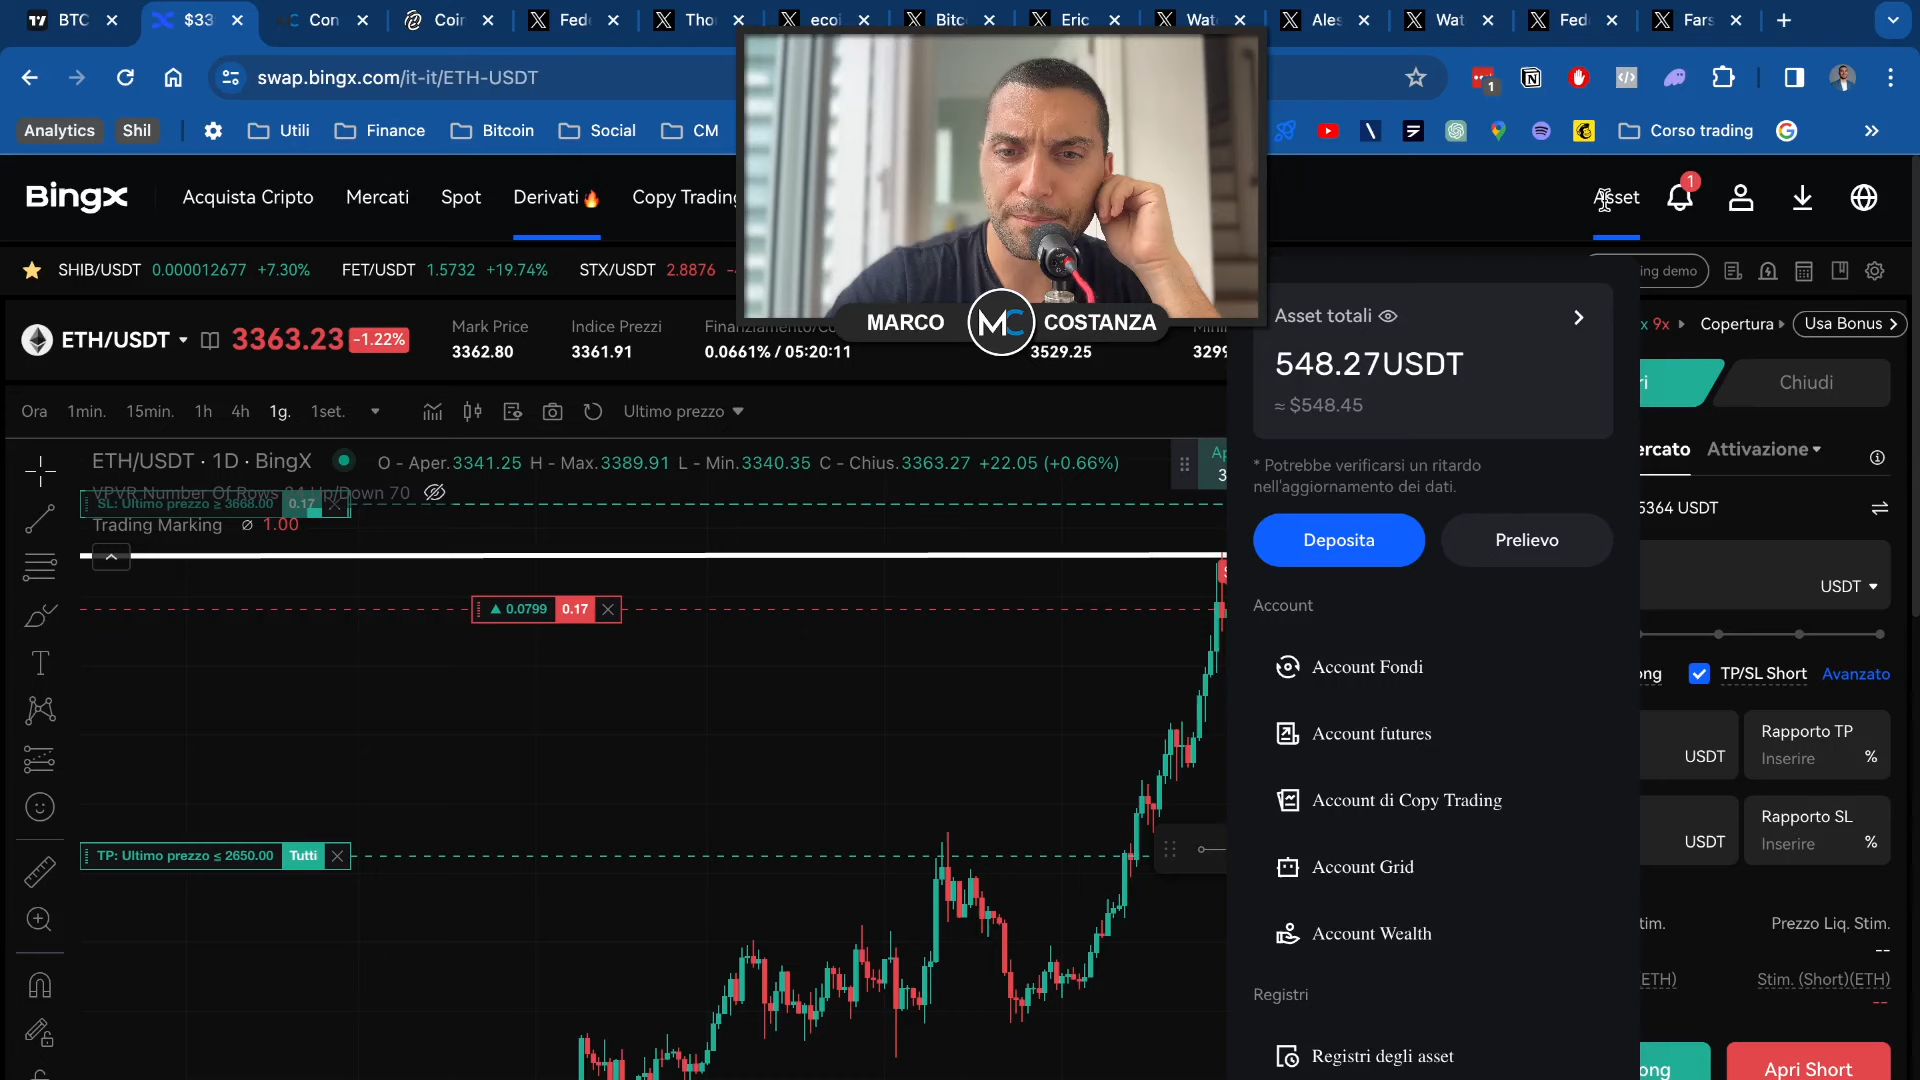 BTC
$33
Con
Coin
Fed
Tho
ecoi
Bitc
Eric
Wat
Ales
Wat
Fed
Fars
swap.bingx.com/it-it/ETH-USDT
1
Analytics
Shil
Utili
Finance
Bitcoin
Social
CM
Corso trading
BingX
Acquista Cripto
Mercati
Spot
Derivati
Copy Trading
Asset
1
SHIB/USDT 0.000012677 +7.30%
FET/USDT 1.5732 +19.74%
STX/USDT 2.8876
ng demo
MARCO MC COSTANZA
ETH/USDT
3363.23
-1.22%
Mark Price
3362.80
Indice Prezzi
3361.91
Finanziamento/Co
0.0661% / 05:20:11
3529.25
3299
x 9x
Copertura
Usa Bonus
Asset totali
548.27USDT
≈ $548.45
* Potrebbe verificarsi un ritardo
nell'aggiornamento dei dati.
Deposita
Prelievo
Account
Account Fondi
Account futures
Account di Copy Trading
Account Grid
Account Wealth
Registri
Registri degli asset
Ora
1min.
15min.
1h
4h
1g.
1set.
Ultimo prezzo
ETH/USDT · 1D · BingX
O - Aper.3341.25 H - Max.3389.91 L - Min.3340.35 C - Chius.3363.27 +22.05 (+0.66%)
VPVR Number Of Rows 24 Up/Down 70
SL: Ultimo prezzo ≥ 3668.00 0.17
Trading Marking ⌀ 1.00
0.0799 0.17
TP: Ultimo prezzo ≤ 2650.00 Tutti
Ap
3
ri
Chiudi
ercato
Attivazione
5364 USDT
USDT
ong
TP/SL Short
Avanzato
USDT
Rapporto TP
Inserire %
USDT
Rapporto SL
Inserire %
tim.
Prezzo Liq. Stim.
--
ETH)
Stim. (Short)(ETH)
--
ong
Apri Short